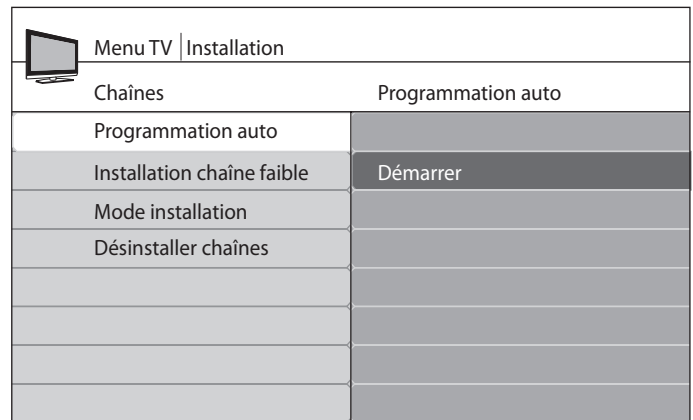 Menu TV | Installation
Chaînes Programmation auto
Programmation auto
Installation chaîne faible Démarrer
Mode installation
Désinstaller chaînes